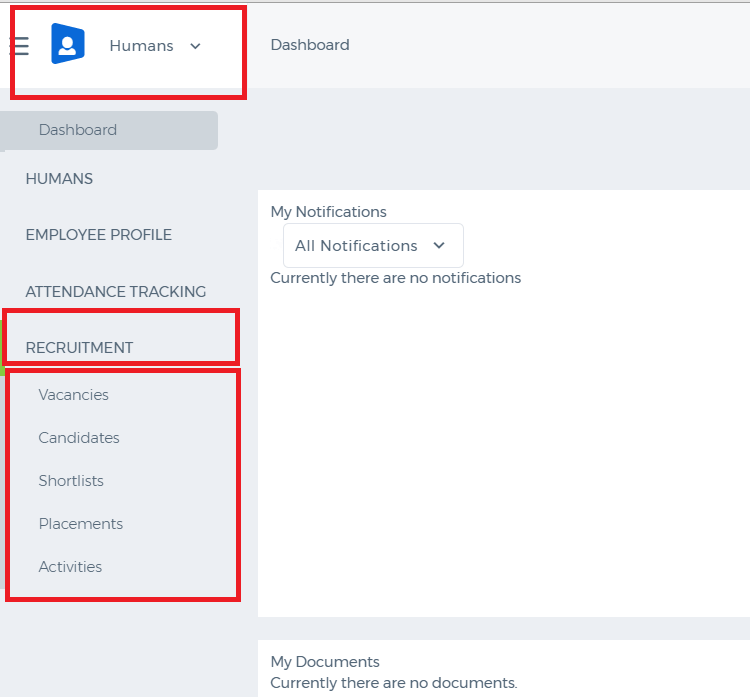 Humans
Dashboard
Dashboard
HUMANS
EMPLOYEE PROFILE
ATTENDANCE TRACKING
RECRUITMENT
Vacancies
Candidates
Shortlists
Placements
Activities
My Notifications
All Notifications
Currently there are no notifications
My Documents
Currently there are no documents.